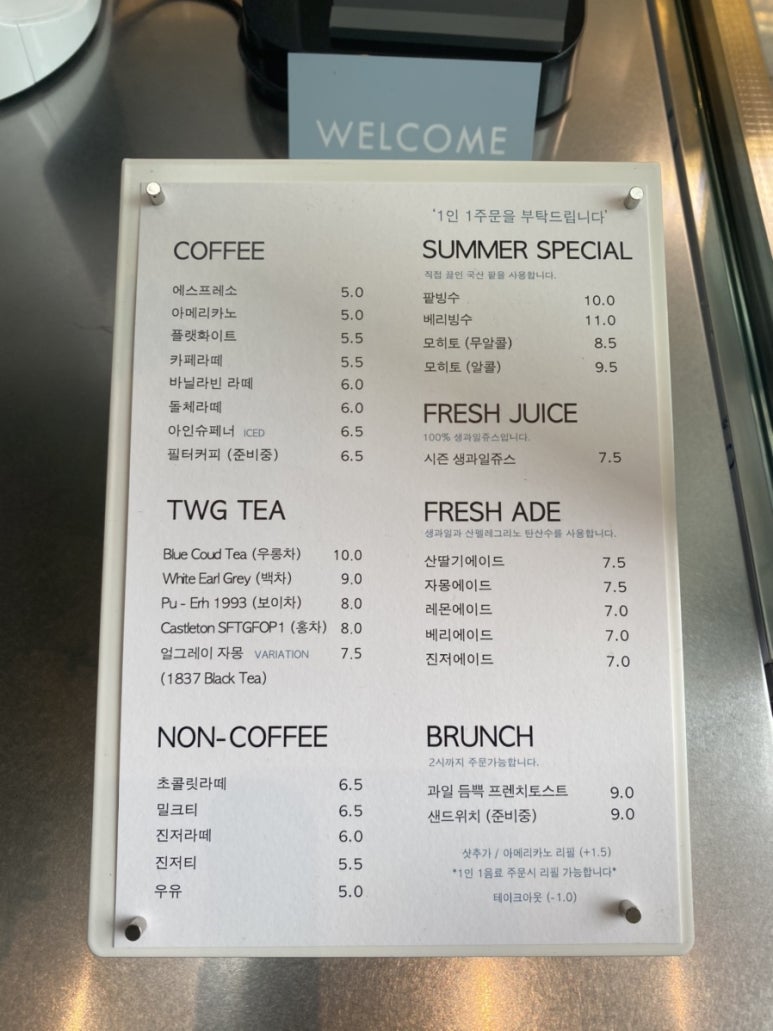 WELCOME
'1인 1주문을 부탁드립니다'
COFFEE
에스프레소 5.0
아메리카노 5.0
플랫화이트 5.5
카페라떼 5.5
바닐라빈 라떼 6.0
돌체라떼 6.0
아인슈페너 ICED 6.5
필터커피 (준비중) 6.5
TWG TEA
Blue Coud Tea (우롱차) 10.0
White Earl Grey (백차) 9.0
Pu - Erh 1993 (보이차) 8.0
Castleton SFTGFOP1 (홍차) 8.0
얼그레이 자몽 VARIATION 7.5
(1837 Black Tea)
NON-COFFEE
초콜릿라떼 6.5
밀크티 6.5
진저라떼 6.0
진저티 5.5
우유 5.0
SUMMER SPECIAL
직접 끓인 국산 팥을 사용합니다.
팥빙수 10.0
베리빙수 11.0
모히토 (무알콜) 8.5
모히토 (알콜) 9.5
FRESH JUICE
100% 생과일쥬스입니다.
시즌 생과일쥬스 7.5
FRESH ADE
생과일과 산펠레그리노 탄산수를 사용합니다.
산딸기에이드 7.5
자몽에이드 7.5
레몬에이드 7.0
베리에이드 7.0
진저에이드 7.0
BRUNCH
2시까지 주문가능합니다.
과일 듬뿍 프렌치토스트 9.0
샌드위치 (준비중) 9.0
샷추가 / 아메리카노 리필 (+1.5)
*1인 1음료 주문시 리필 가능합니다*
테이크아웃 (-1.0)